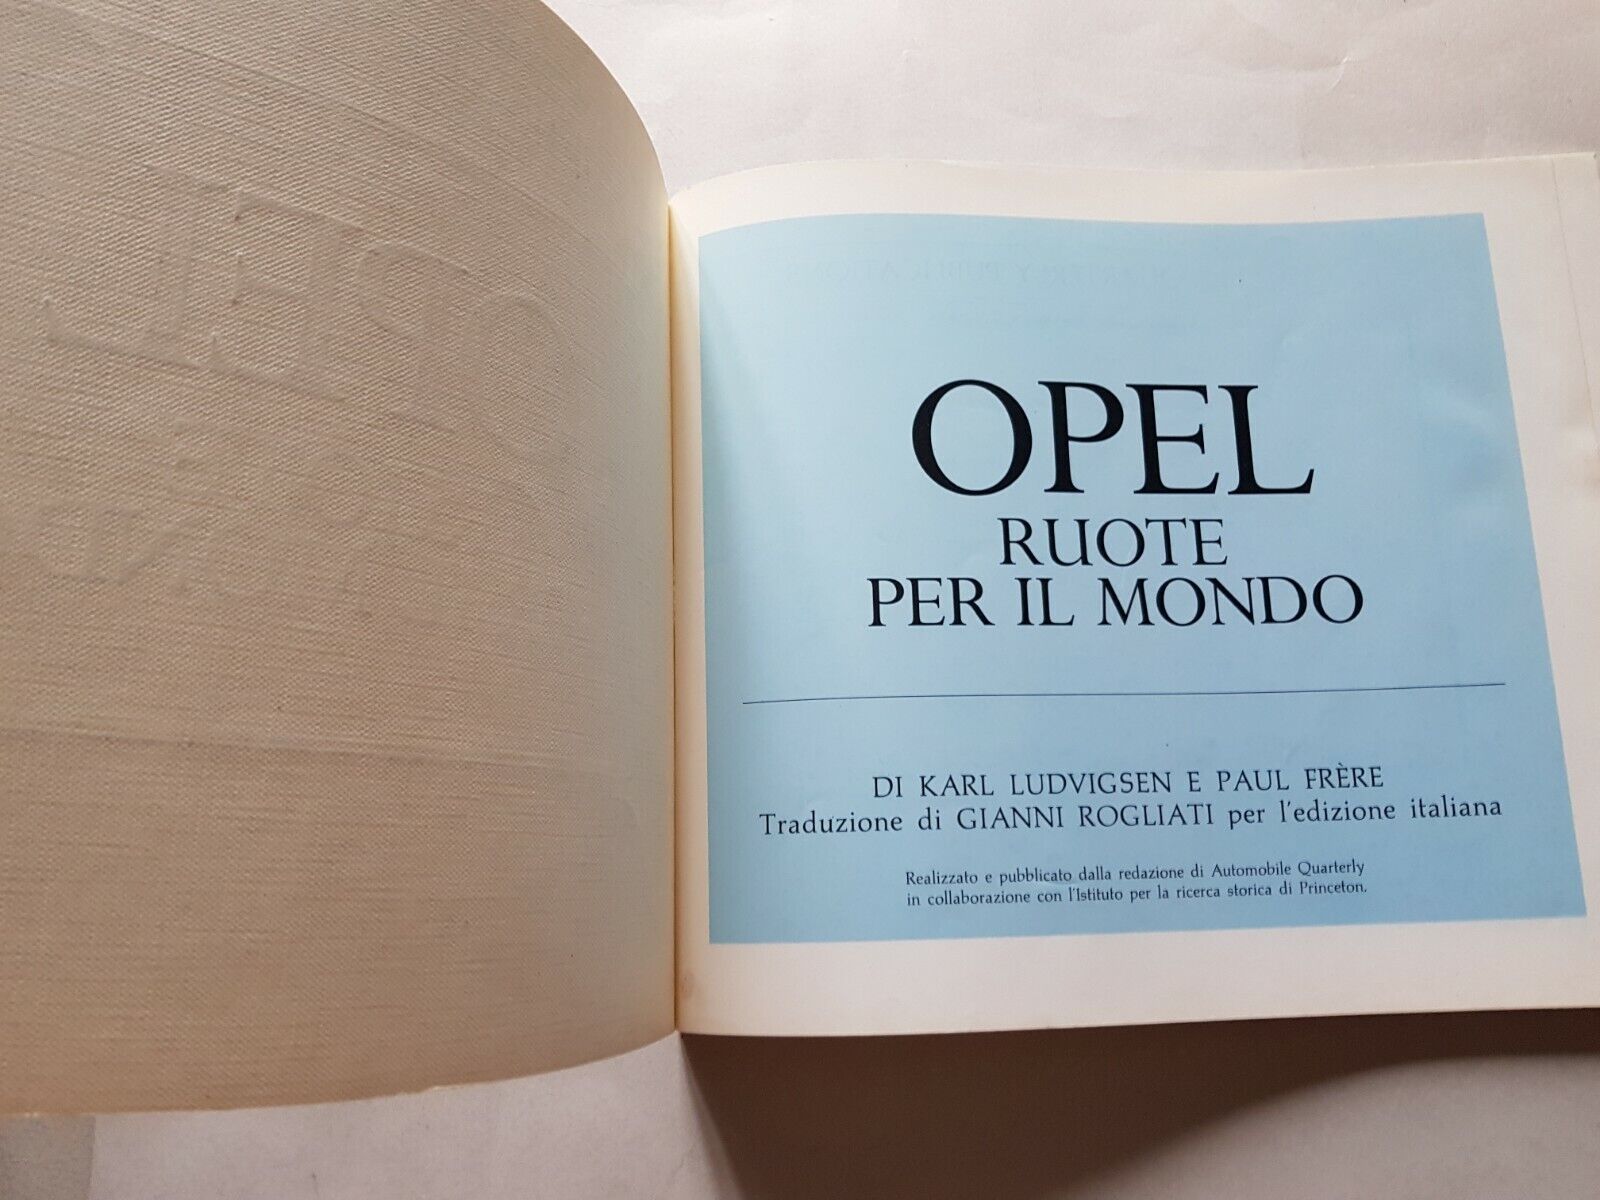 OPEL
RUOTE
PER IL MONDO
DI KARL LUDVIGSEN E PAUL FRÈRE
Traduzione di GIANNI ROGLIATI per l'edizione italiana
Realizzato e pubblicato dalla redazione di Automobile Quarterly
in collaborazione con l'Istituto per la ricerca storica di Princeton.
OPEL